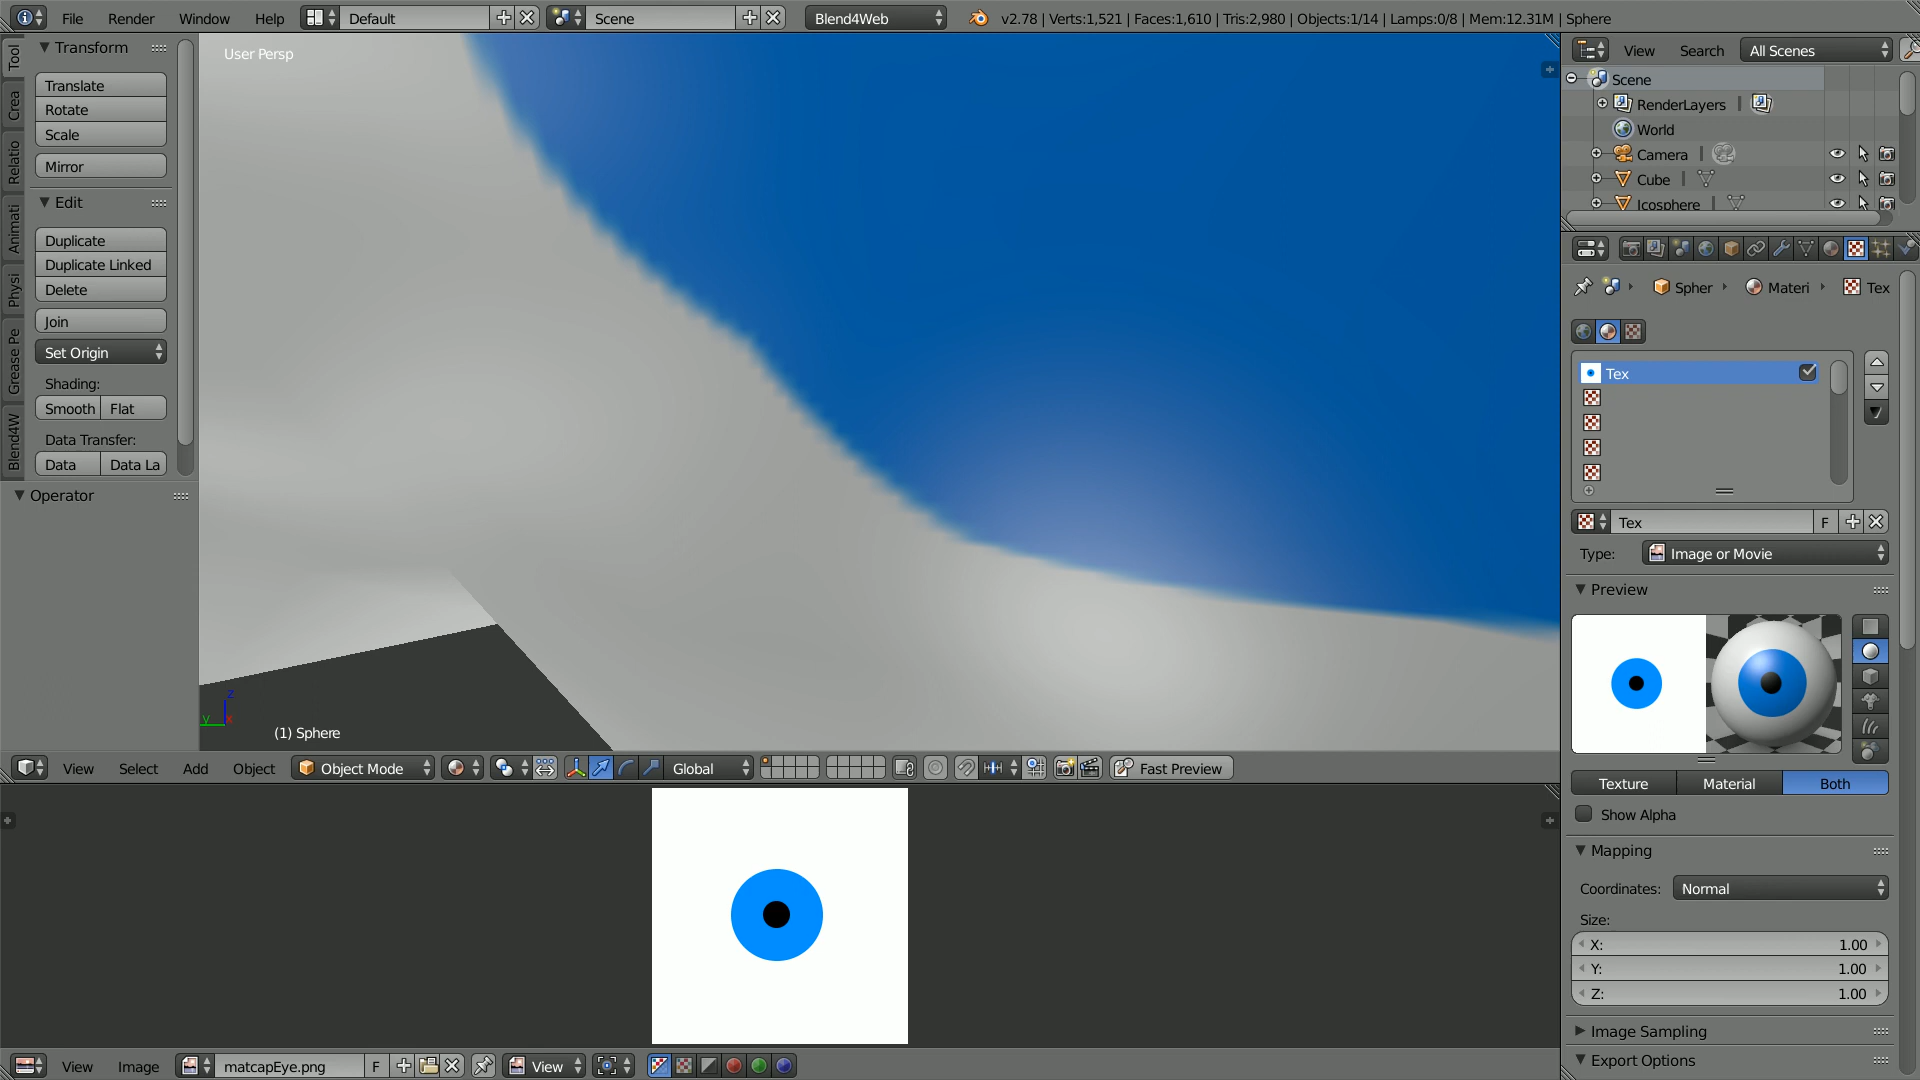 File Render Window Help Default Scene Blend4Web v2.78 | Verts:1,521 | Faces:1,610 | Tris:2,980 | Objects:1/14 | Lamps:0/8 | Mem:12.31M | Sphere
Tool
Crea
Relatio
Animati
Physi
Grease Pe
Blend4W
Transform
Translate
Rotate
Scale
Mirror
Edit
Duplicate
Duplicate Linked
Delete
Join
Set Origin
Shading:
Smooth Flat
Data Transfer:
Data Data La
Operator
User Persp
z
y x
(1) Sphere
View Select Add Object Object Mode Global Fast Preview
View Image matcapEye.png F View
View Search All Scenes
Scene
RenderLayers |
World
Camera |
Cube |
Icosphere |
Spher Materi Tex
Tex
Tex F
Type: Image or Movie
Preview
Texture Material Both
Show Alpha
Mapping
Coordinates: Normal
Size:
X: 1.00
Y: 1.00
Z: 1.00
Image Sampling
Export Options